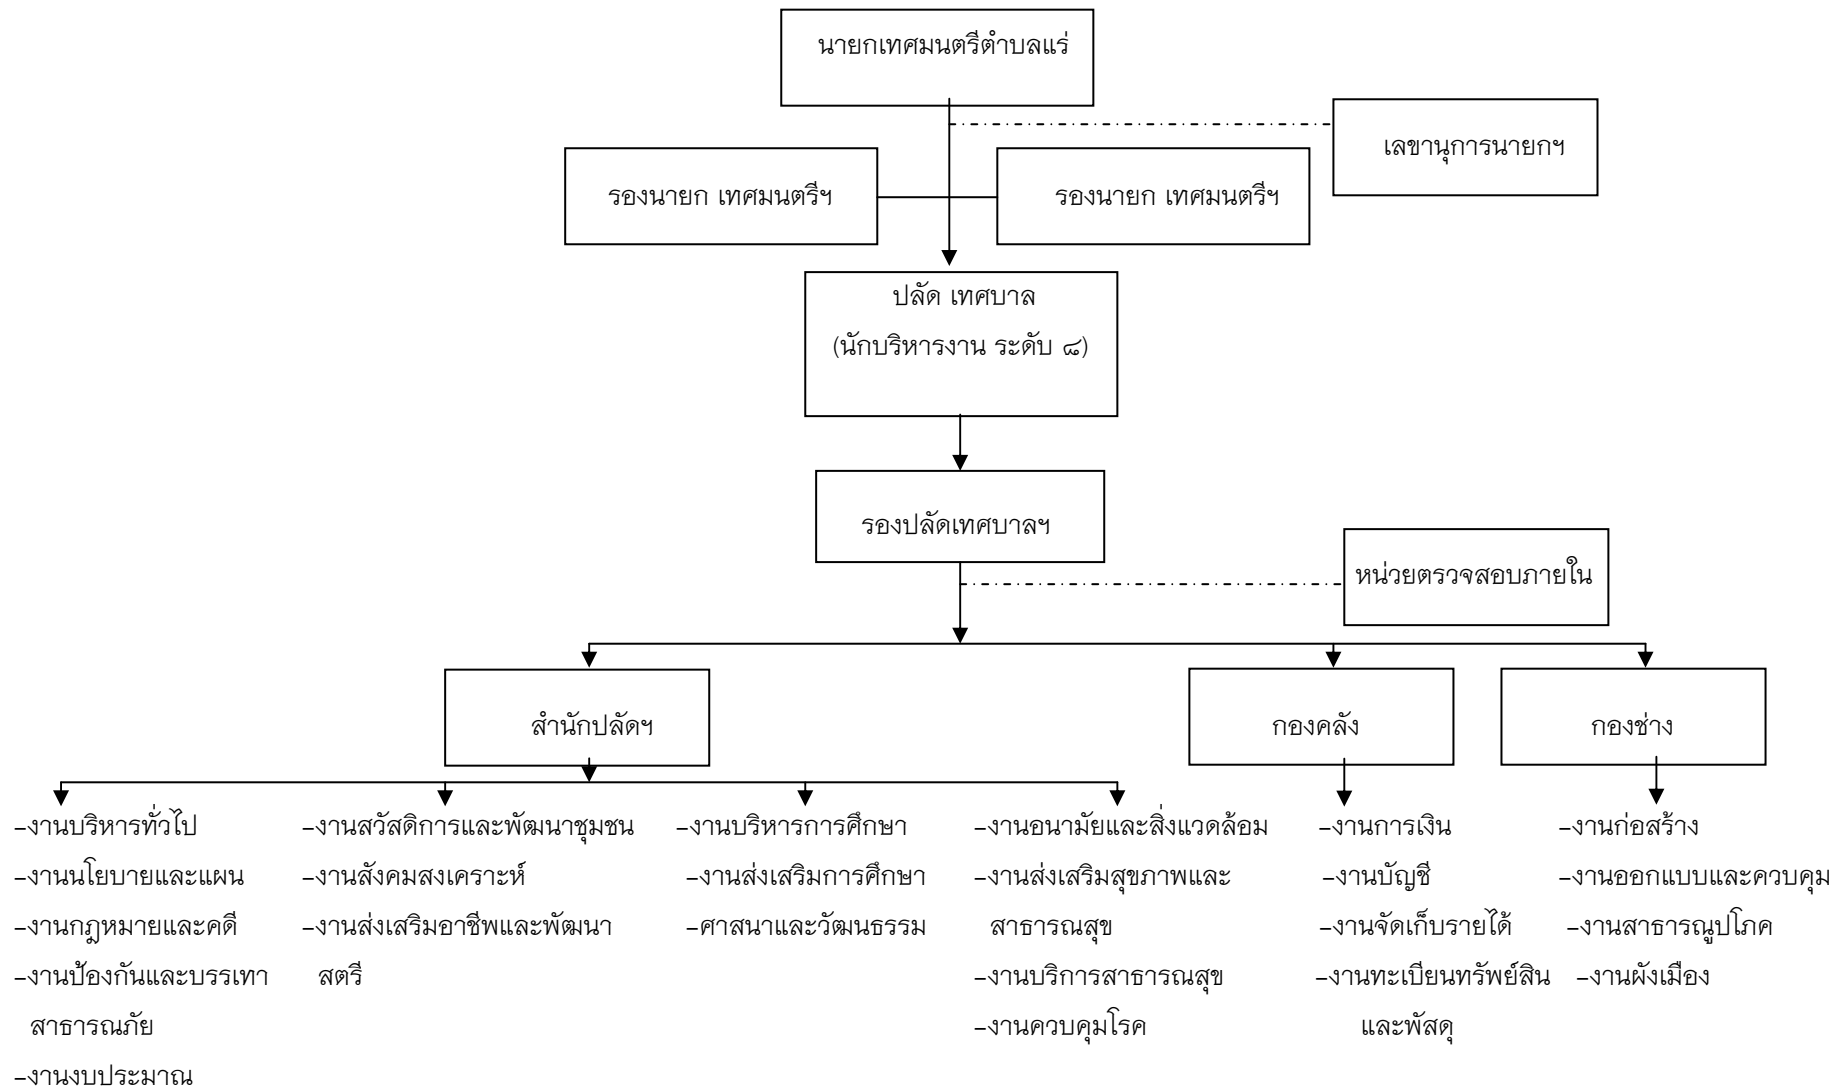 นายกเทศมนตรีตำบลแร่
เลขานุการนายกฯ
รองนายก เทศมนตรีฯ
รองนายก เทศมนตรีฯ
ปลัด เทศบาล
(นักบริหารงาน ระดับ ๘)
รองปลัดเทศบาลฯ
หน่วยตรวจสอบภายใน
สำนักปลัดฯ
กองคลัง
กองช่าง
-งานบริหารทั่วไป
-งานนโยบายและแผน
-งานกฎหมายและคดี
-งานป้องกันและบรรเทา
สาธารณภัย
-งานงบประมาณ
-งานสวัสดิการและพัฒนาชุมชน
-งานสังคมสงเคราะห์
-งานส่งเสริมอาชีพและพัฒนา
สตรี
-งานบริหารการศึกษา
-งานส่งเสริมการศึกษา
-ศาสนาและวัฒนธรรม
-งานอนามัยและสิ่งแวดล้อม
-งานส่งเสริมสุขภาพและ
สาธารณสุข
-งานบริการสาธารณสุข
-งานควบคุมโรค
-งานการเงิน
-งานบัญชี
-งานจัดเก็บรายได้
-งานทะเบียนทรัพย์สิน
และพัสดุ
-งานก่อสร้าง
-งานออกแบบและควบคุม
-งานสาธารณูปโภค
-งานผังเมือง